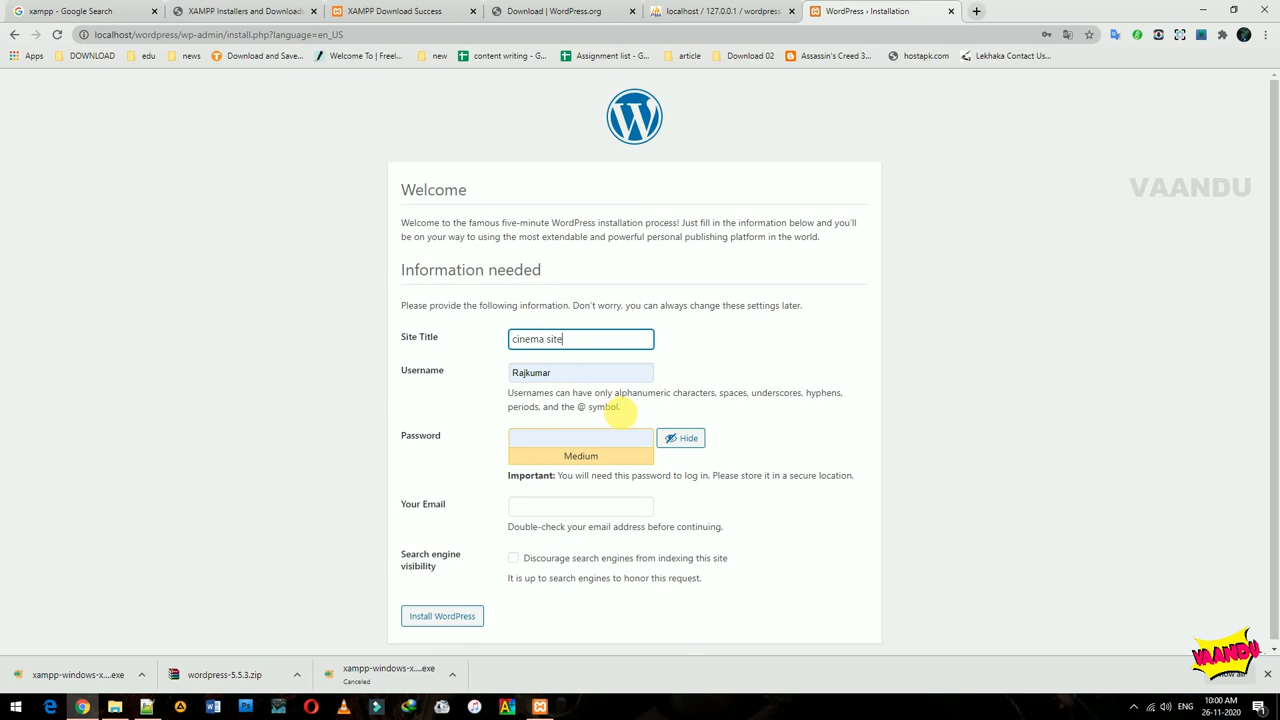 xampp - Google Search
XAMPP Installers and Download
XAMPP Download Success
Download | WordPress.org
localhost / 127.0.0.1 / wordpress
WordPress › Installation
localhost/wordpress/wp-admin/install.php?language=en_US
Apps
DOWNLOAD
edu
news
Download and Save...
Welcome To | Freel...
content writing - G...
Assignment list - G...
article
Download 02
Assassin's Creed 3...
hostapk.com
Lekhaka Contact Us...
VAANDU
Welcome
Welcome to the famous five-minute WordPress installation process! Just fill in the information below and you'll
be on your way to using the most extendable and powerful personal publishing platform in the world.
Information needed
Please provide the following information. Don't worry, you can always change these settings later.
Site Title
cinema site
Username
Rajkumar
Usernames can have only alphanumeric characters, spaces, underscores, hyphens,
periods, and the @ symbol.
Password
Hide
Medium
Important: You will need this password to log in. Please store it in a secure location.
Your Email
Double-check your email address before continuing.
Search engine
visibility
Discourage search engines from indexing this site
It is up to search engines to honor this request.
Install WordPress
VAANDU
xampp-windows-x....exe
wordpress-5.5.3.zip
xampp-windows-x....exe
Canceled
ENG
10:00 AM
26-11-2020